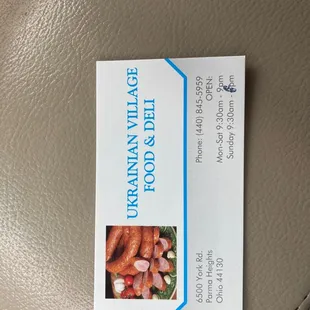 UKRAINIAN VILLAGE
FOOD & DELI
6500 York Rd.
Parma Heights
Ohio 44130
Phone: (440) 845-5959
OPEN:
Mon-Sat 9:30am - 9pm
Sunday 9:30am -